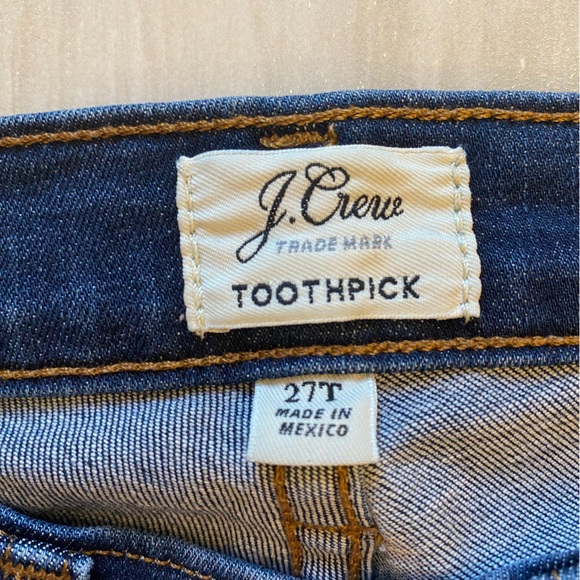 J.Crew
TRADE MARK
TOOTHPICK
27T
MADE IN
MEXICO